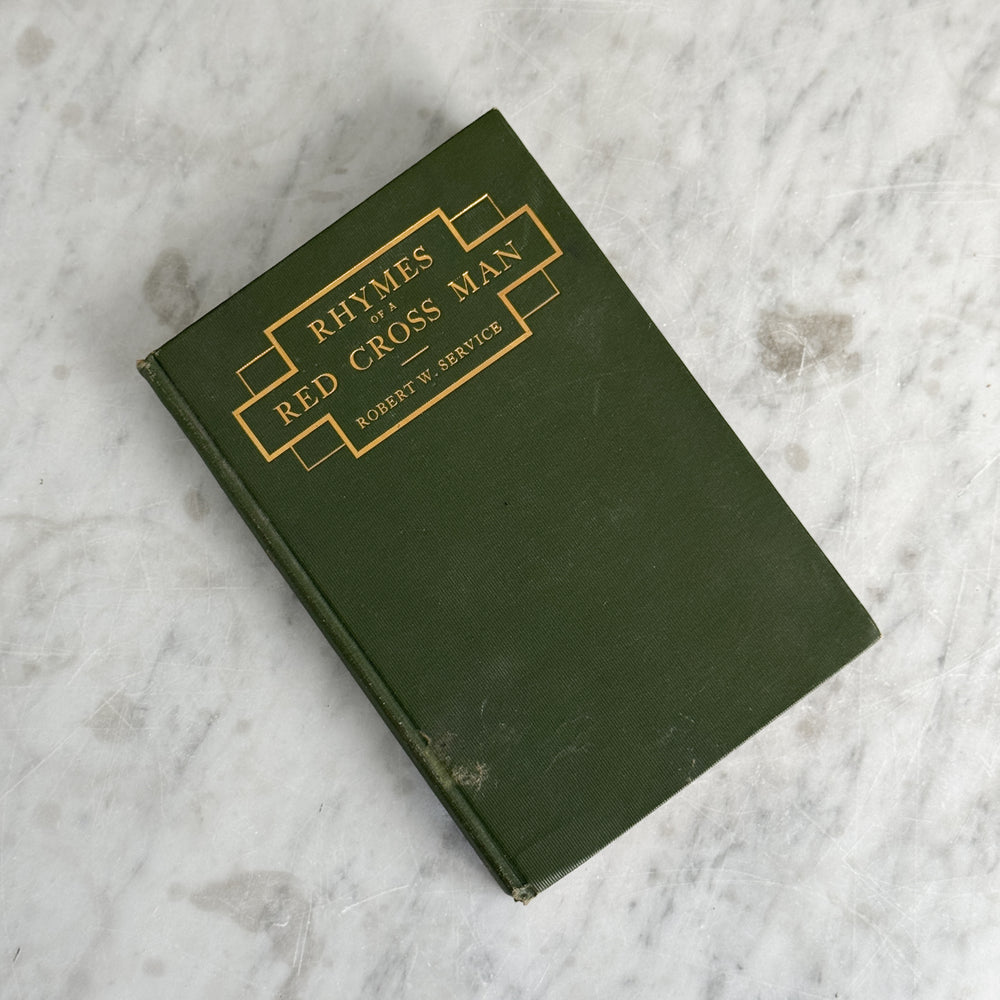 RHYMES
OF A
RED CROSS MAN
ROBERT W. SERVICE